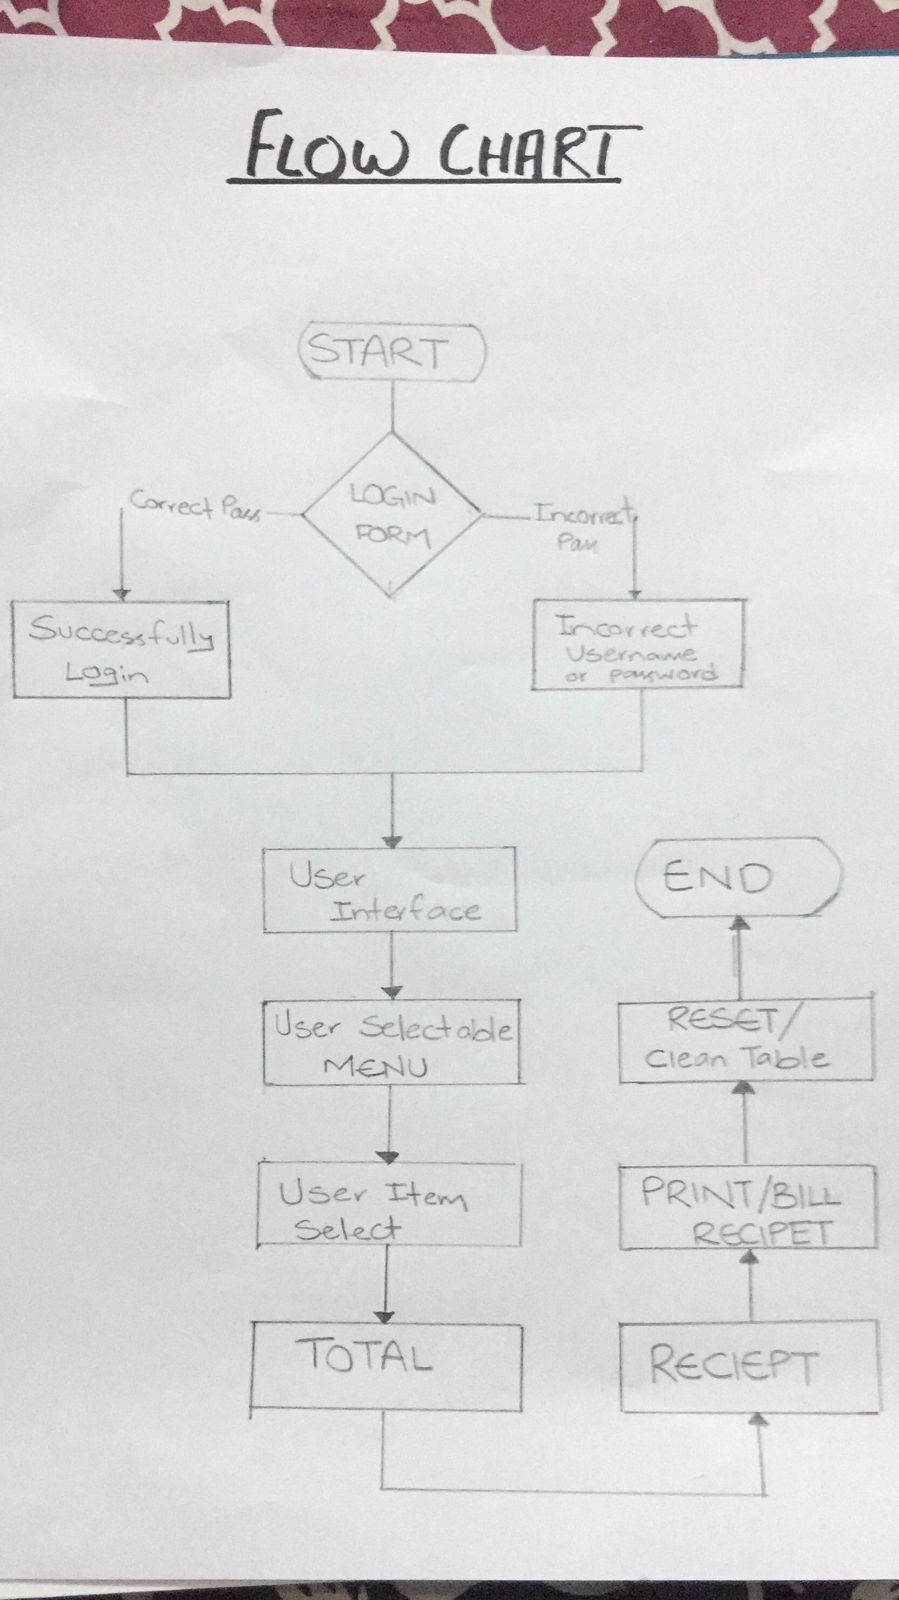 FLOW CHART
START
LOGIN
FORM
Correct Pass
Incorrect
Pass
Successfully
Login
Incorrect
Username
or password
User
Interface
User Selectable
MENU
User Item
Select
TOTAL
RECIEPT
PRINT/BILL
RECIPET
RESET/
Clean Table
END